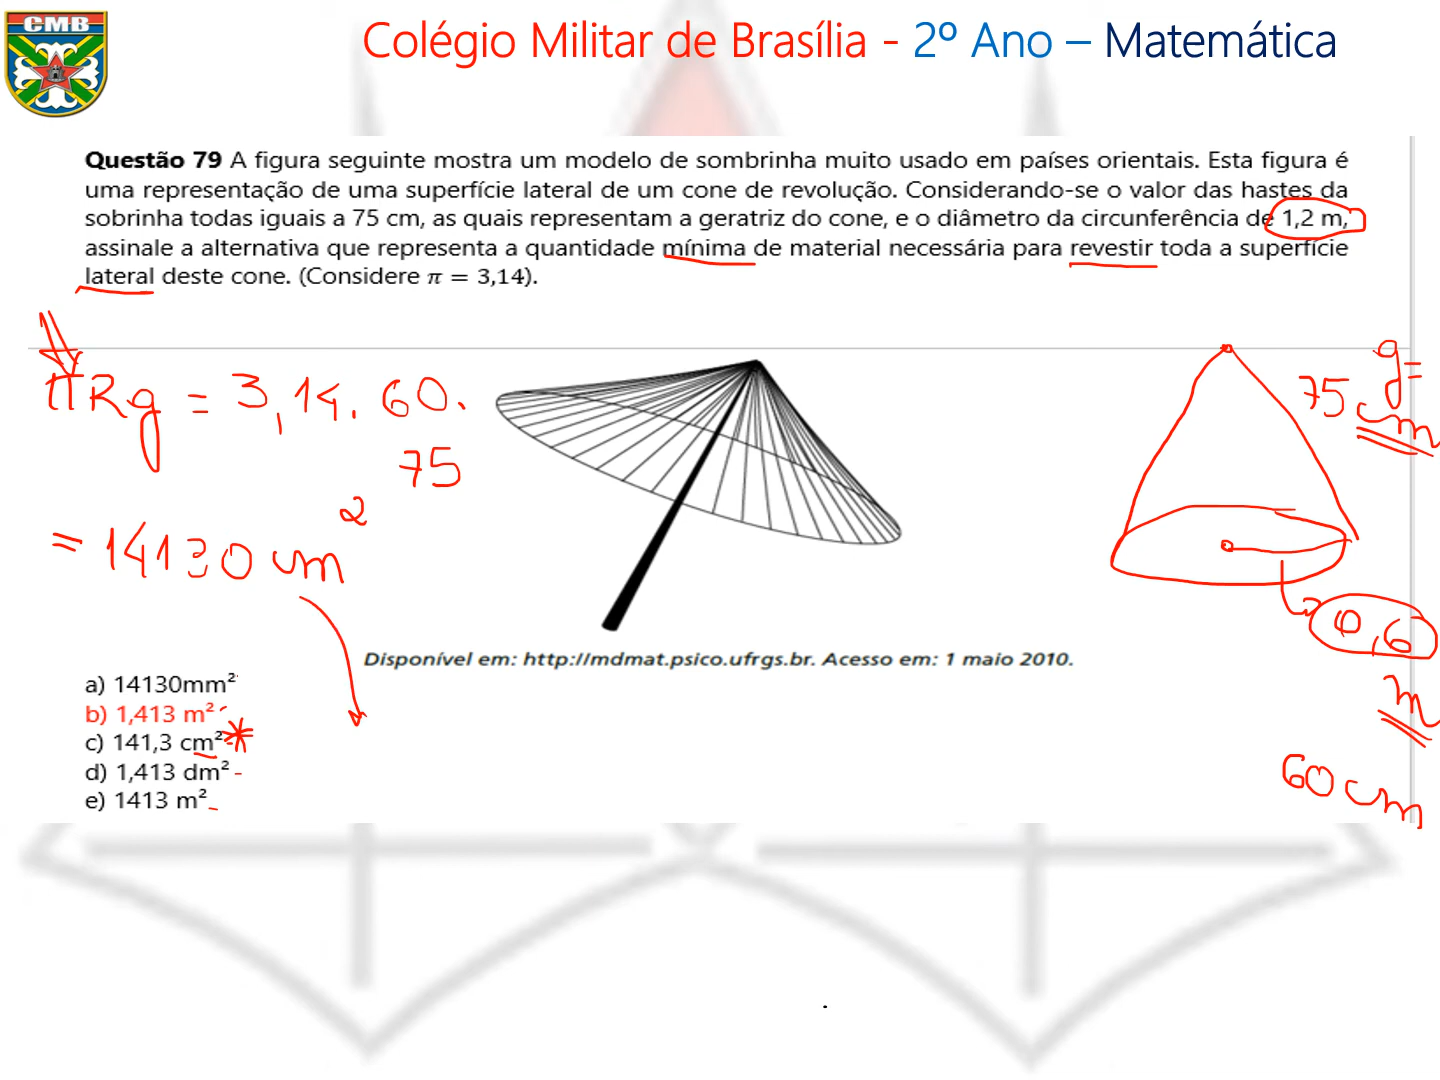 CMB
Colégio Militar de Brasília - 2º Ano – Matemática
Questão 79 A figura seguinte mostra um modelo de sombrinha muito usado em países orientais. Esta figura é
uma representação de uma superfície lateral de um cone de revolução. Considerando-se o valor das hastes da
sobrinha todas iguais a 75 cm, as quais representam a geratriz do cone, e o diâmetro da circunferência de 1,2 m,
assinale a alternativa que representa a quantidade mínima de material necessária para revestir toda a superfície
lateral deste cone. (Considere π = 3,14).
πRg = 3,14. 60.
75
= 14130 cm²
g=
75 cm
0,6
m
60 cm
Disponível em: http://mdmat.psico.ufrgs.br. Acesso em: 1 maio 2010.
a) 14130mm²
b) 1,413 m²
c) 141,3 cm²
d) 1,413 dm²
e) 1413 m²